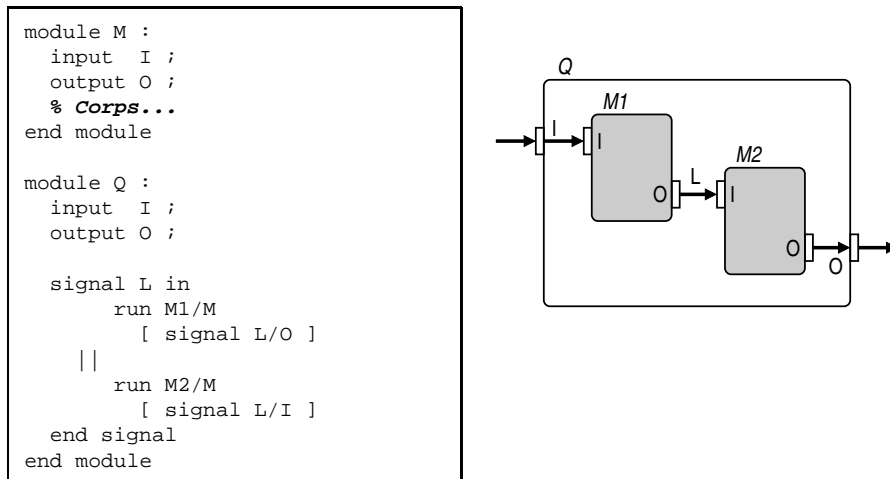 module M :
input I ;
output O ;
% Corps...
end module
module Q :
input I ;
output O ;
signal L in
run M1/M
[ signal L/O ]
||
run M2/M
[ signal L/I ]
end signal
end module
Q
M1
I
I
M2
L
O
I
O
O